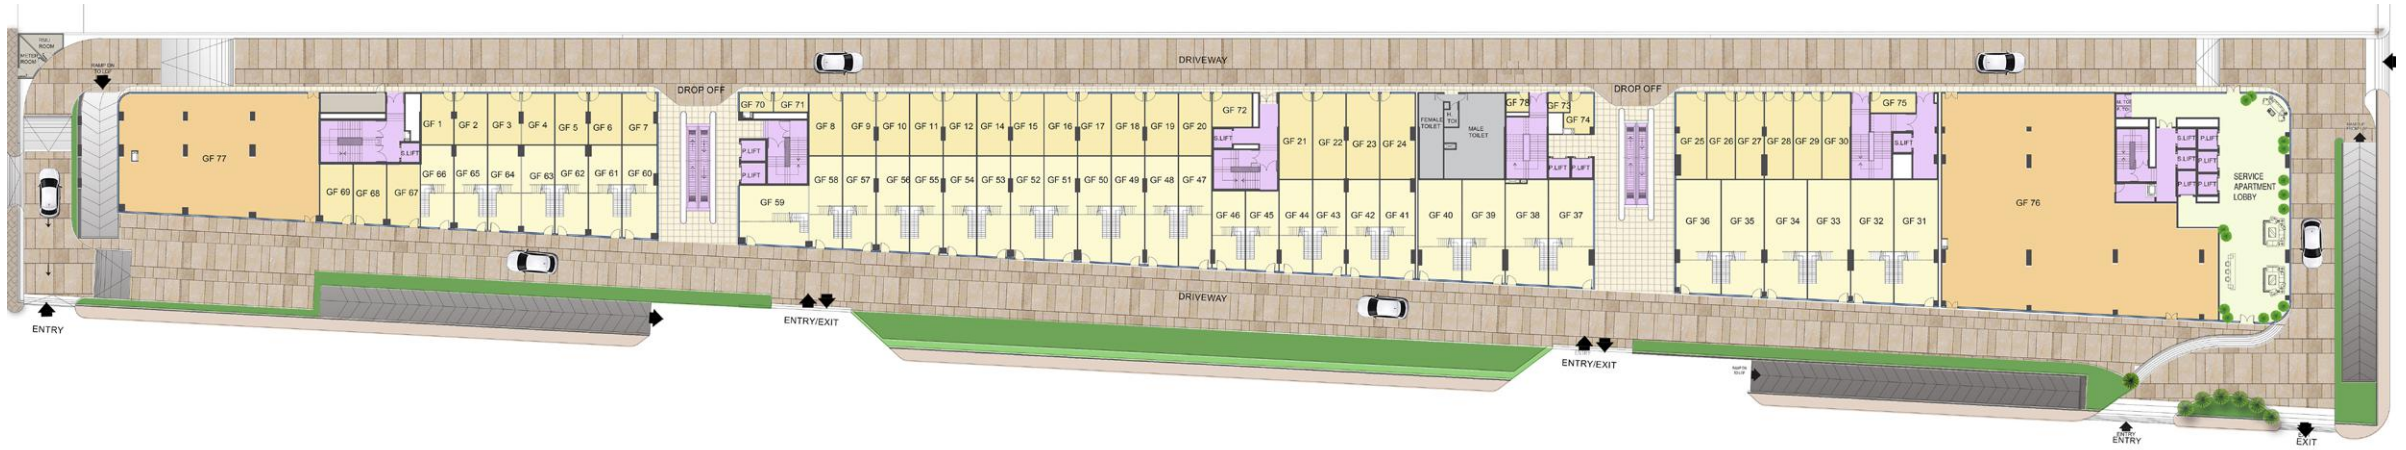 ROOM
METER
ROOM
RAMP DN
DRIVEWAY
DROP OFF
DROP OFF
GF 77
S.LIFT
GF 1
GF 2
GF 3
GF 4
GF 5
GF 6
GF 7
GF 69
GF 68
GF 67
GF 66
GF 65
GF 64
GF 63
GF 62
GF 61
GF 60
GF 70
GF 71
P.LIFT
P.LIFT
GF 59
GF 8
GF 9
GF 10
GF 11
GF 12
GF 14
GF 15
GF 16
GF 17
GF 18
GF 19
GF 20
GF 58
GF 57
GF 56
GF 55
GF 54
GF 53
GF 52
GF 51
GF 50
GF 49
GF 48
GF 47
GF 72
S.LIFT
GF 46
GF 45
GF 21
GF 22
GF 23
GF 24
GF 44
GF 43
GF 42
GF 41
FEMALE
TOILET
H.
TOI
MALE
TOILET
GF 78
GF 73
GF 74
P.LIFT
P.LIFT
GF 40
GF 39
GF 38
GF 37
GF 25
GF 26
GF 27
GF 28
GF 29
GF 30
GF 75
S.LIFT
GF 36
GF 35
GF 34
GF 33
GF 32
GF 31
GF 76
S.LIFT
P.LIFT
S.LIFT
P.LIFT
S.LIFT
P.LIFT
SERVICE
APARTMENT
LOBBY
DRIVEWAY
ENTRY
ENTRY/EXIT
ENTRY/EXIT
ENTRY
ENTRY
EXIT